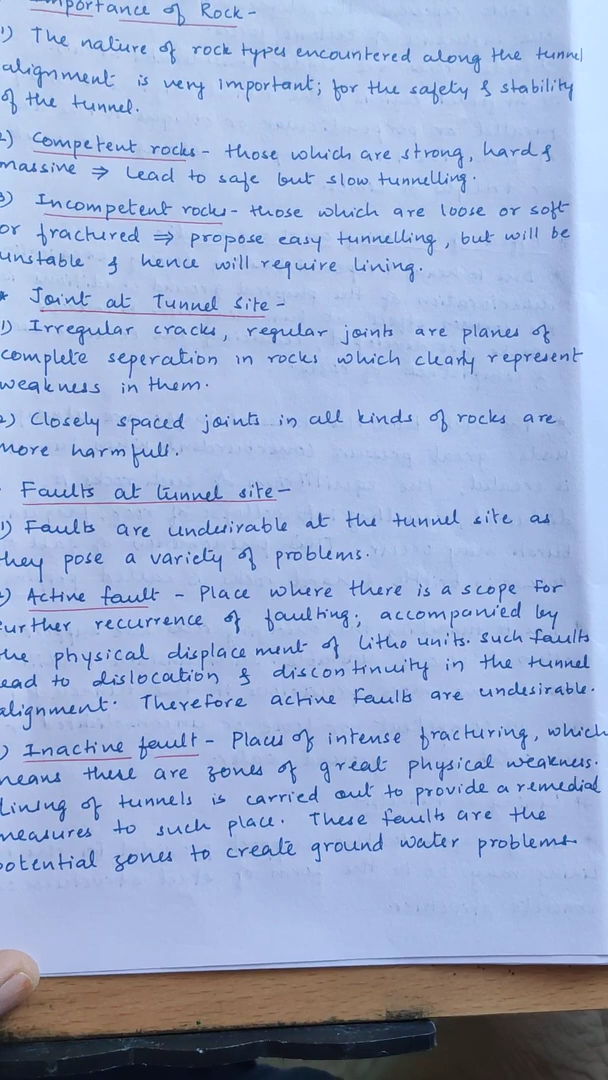 mportance of Rock -
1) The nature of rock types encountered along the tunnel
alignment is very important; for the safety & stability
of the tunnel.
2) Competent rocks - those which are strong, hard &
massive ⇒ lead to safe but slow tunnelling.
3) Incompetent rocks - those which are loose or soft
or fractured ⇒ propose easy tunnelling, but will be
unstable & hence will require lining.
* Joint at Tunnel Site -
1) Irregular cracks, regular joints are planes of
complete seperation in rocks which clearly represent
weakness in them.
2) Closely spaced joints in all kinds of rocks are
more harmfull.
Faults at tunnel site -
1) Faults are undesirable at the tunnel site as
they pose a variety of problems.
2) Active fault - Place where there is a scope for
further recurrence of faulting; accompanied by
the physical displacement of litho units. Such faults
lead to dislocation & discontinuity in the tunnel
alignment. Therefore active faults are undesirable.
) Inactive fault - Places of intense fracturing, which
means there are zones of great physical weakness.
Lining of tunnels is carried out to provide a remedial
measures to such place. These faults are the
potential zones to create ground water problems